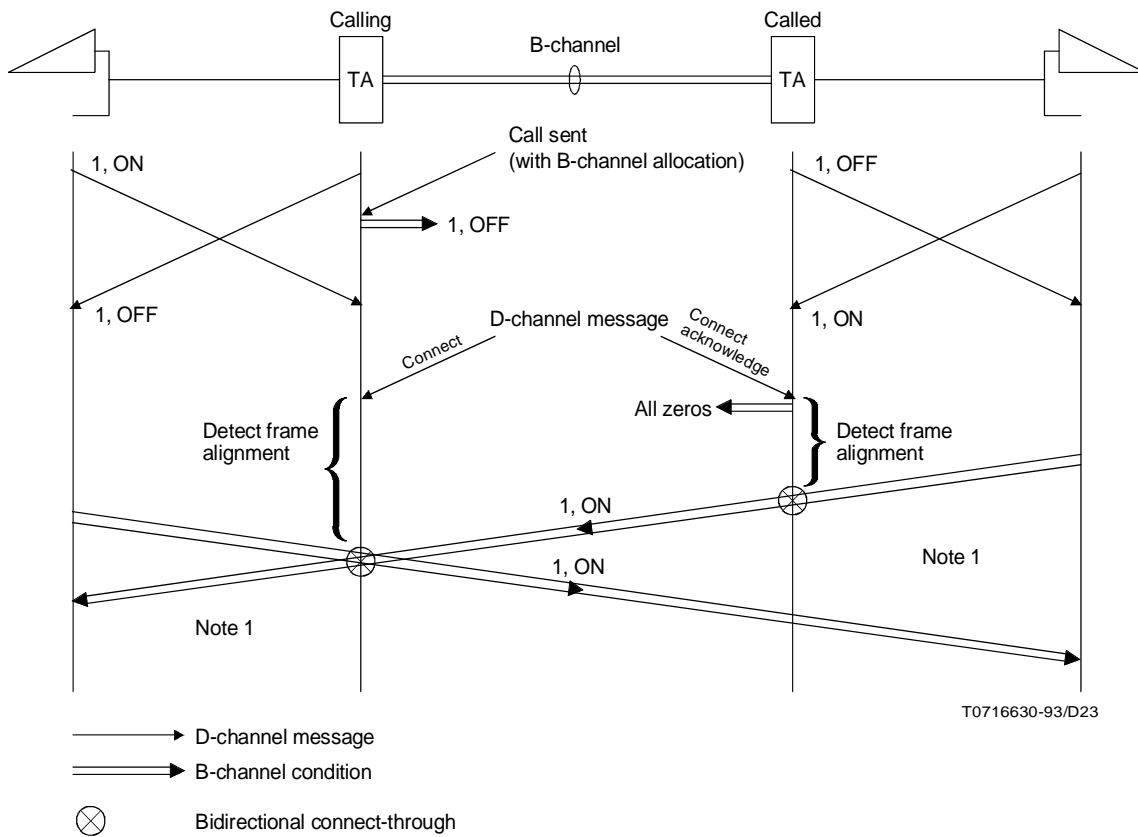 Calling
Called
B-channel
TA
TA
Call sent
(with B-channel allocation)
1, ON
1, OFF
1, OFF
1, OFF
1, ON
D-channel message
Connect
Connect
acknowledge
All zeros
Detect frame
alignment
Detect frame
alignment
1, ON
1, ON
Note 1
Note 1
T0716630-93/D23
D-channel message
B-channel condition
Bidirectional connect-through